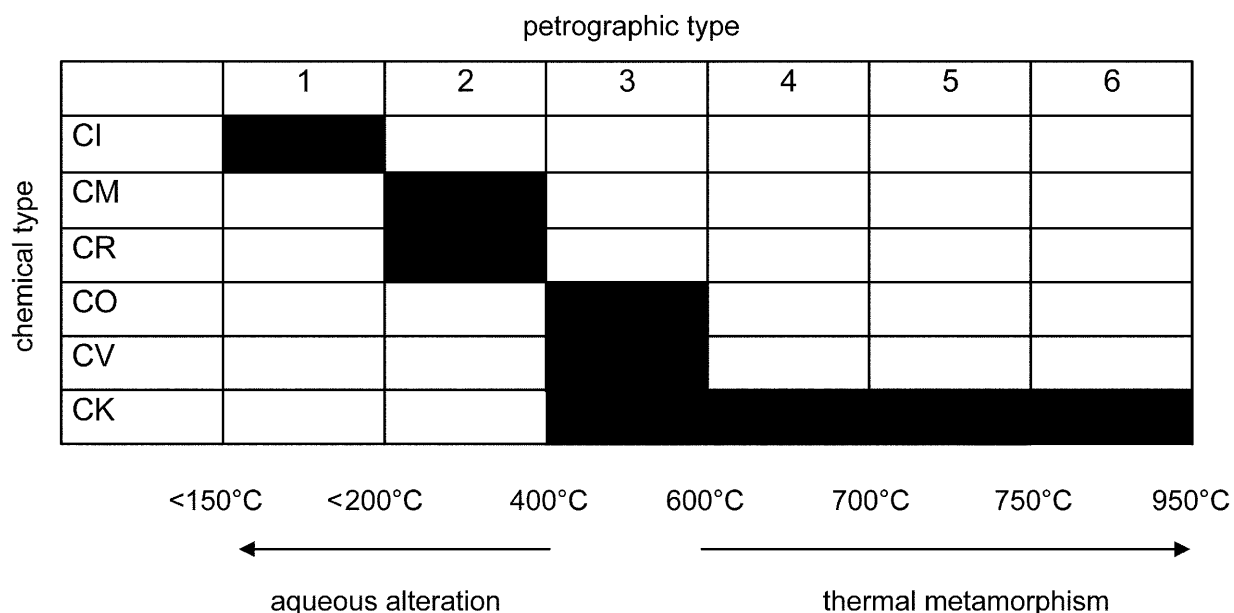 petrographic type
1 2 3 4 5 6
chemical type
CI
CM
CR
CO
CV
CK
<150°C <200°C 400°C 600°C 700°C 750°C 950°C
aqueous alteration thermal metamorphism